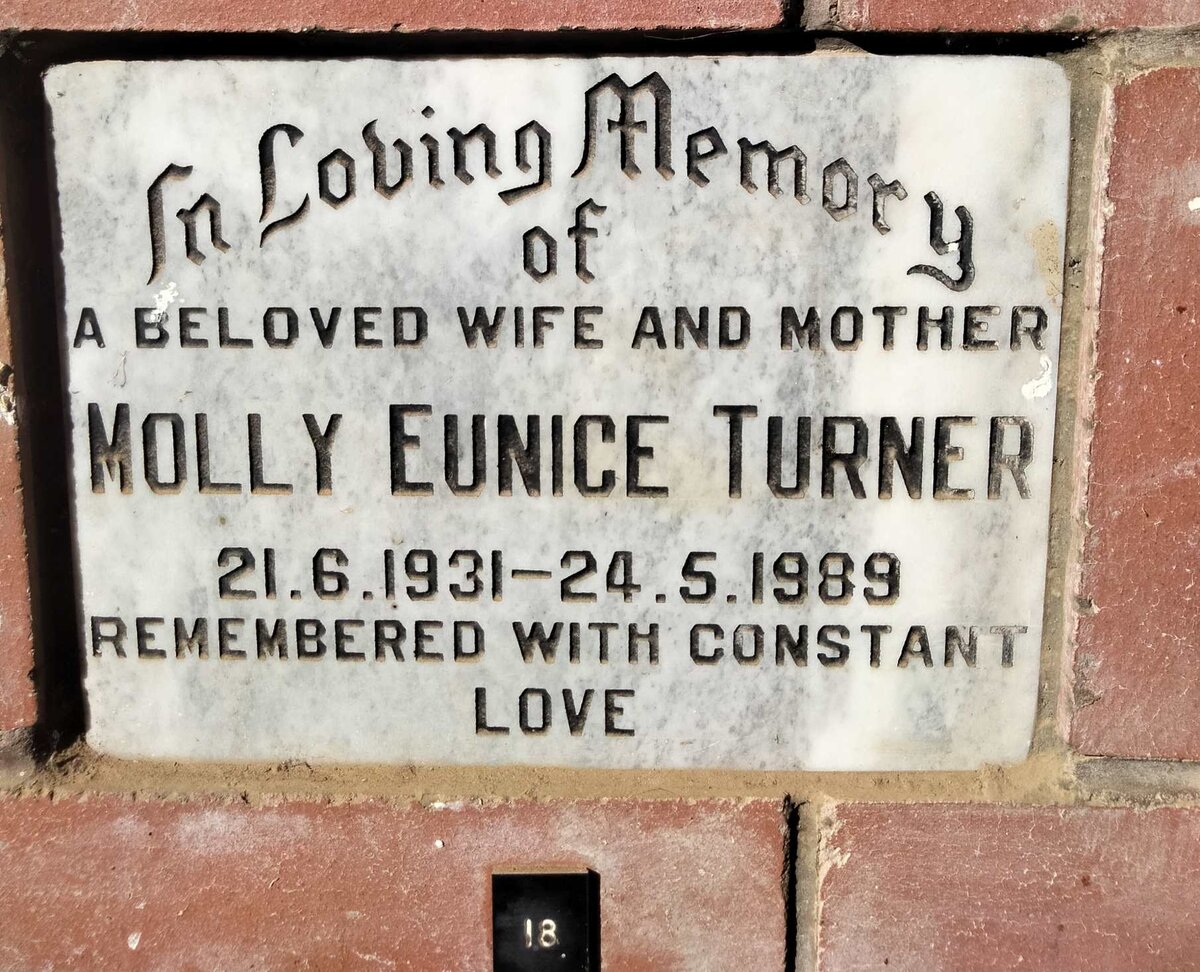 In Loving Memory
of
A BELOVED WIFE AND MOTHER
MOLLY EUNICE TURNER
21.6.1931-24.5.1989
REMEMBERED WITH CONSTANT
LOVE
18